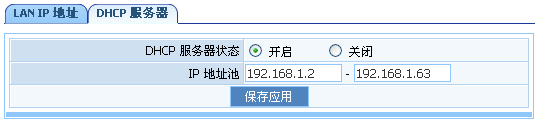 LAN IP 地址 DHCP 服务器
DHCP 服务器状态 开启 关闭
IP 地址池 192.168.1.2 - 192.168.1.63
保存应用